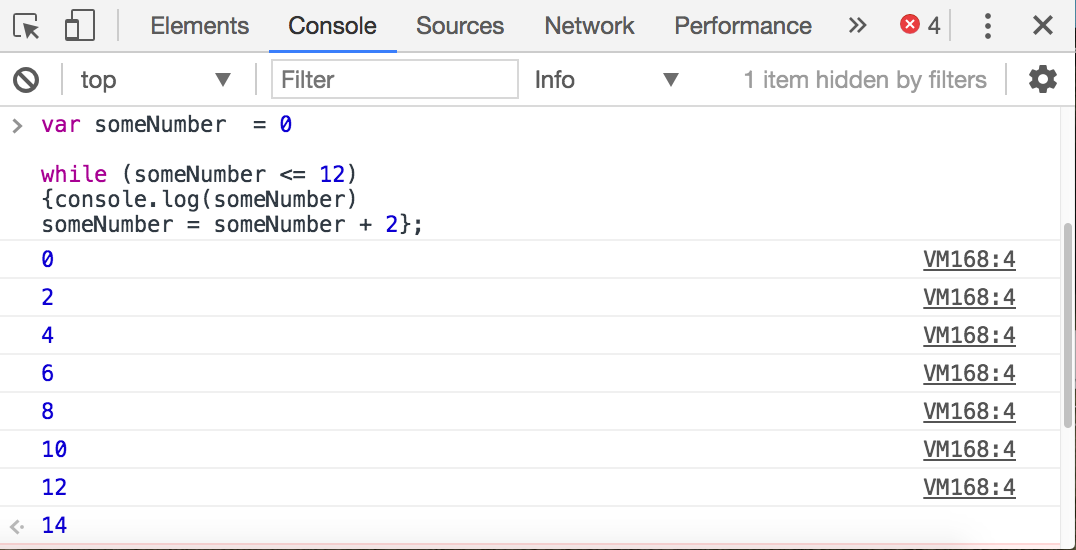 Elements Console Sources Network Performance » 4
top ▼ Filter Info ▼ 1 item hidden by filters
> var someNumber  = 0
while (someNumber <= 12)
{console.log(someNumber)
someNumber = someNumber + 2};
0 VM168:4
2 VM168:4
4 VM168:4
6 VM168:4
8 VM168:4
10 VM168:4
12 VM168:4
14